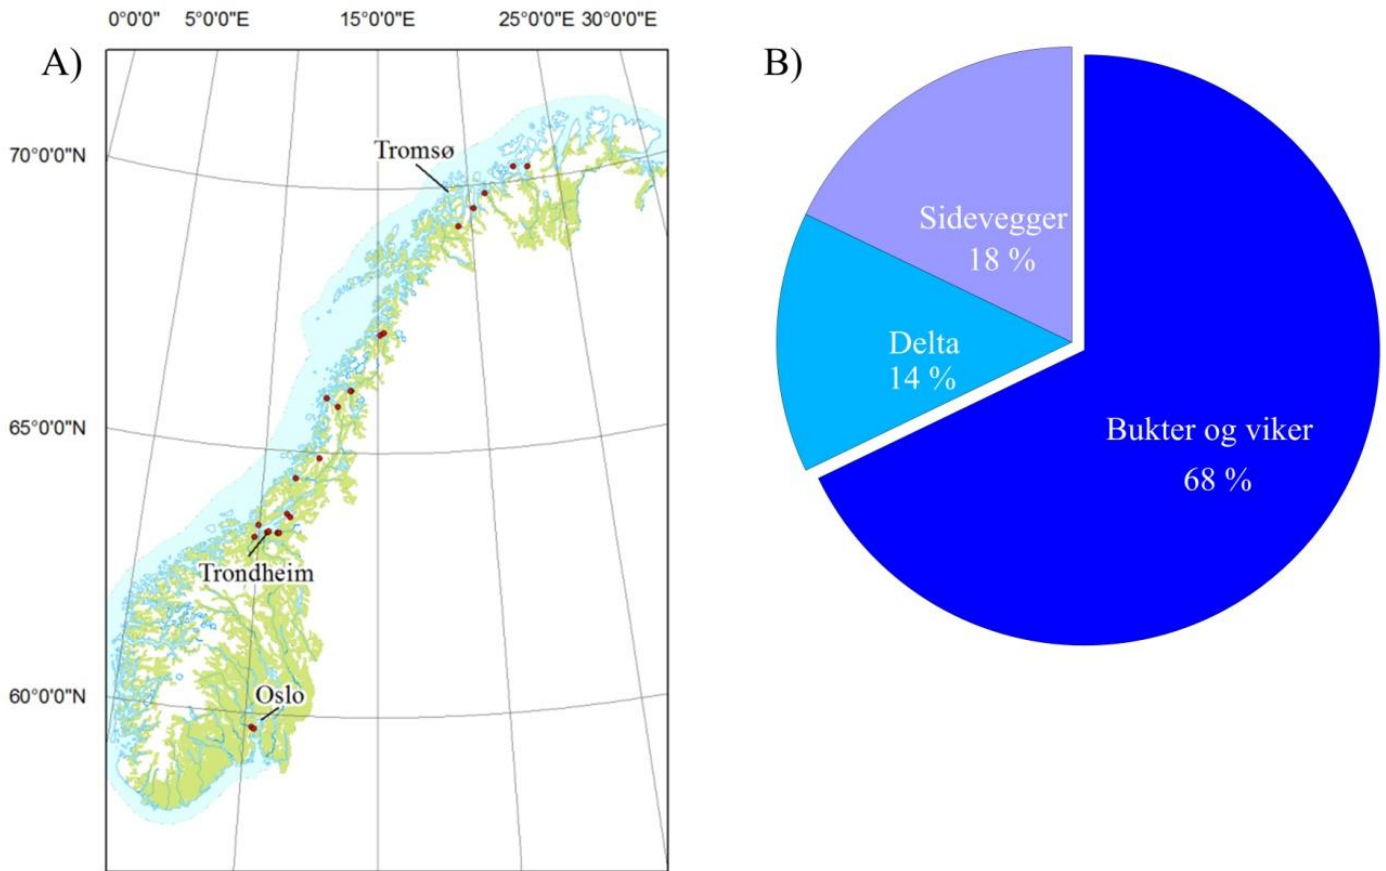 0°0'0" 5°0'0"E 15°0'0"E 25°0'0"E 30°0'0"E
A)
B)
70°0'0"N
Tromsø
65°0'0"N
Trondheim
60°0'0"N
Oslo
Sidevegger
18 %
Delta
14 %
Bukter og viker
68 %